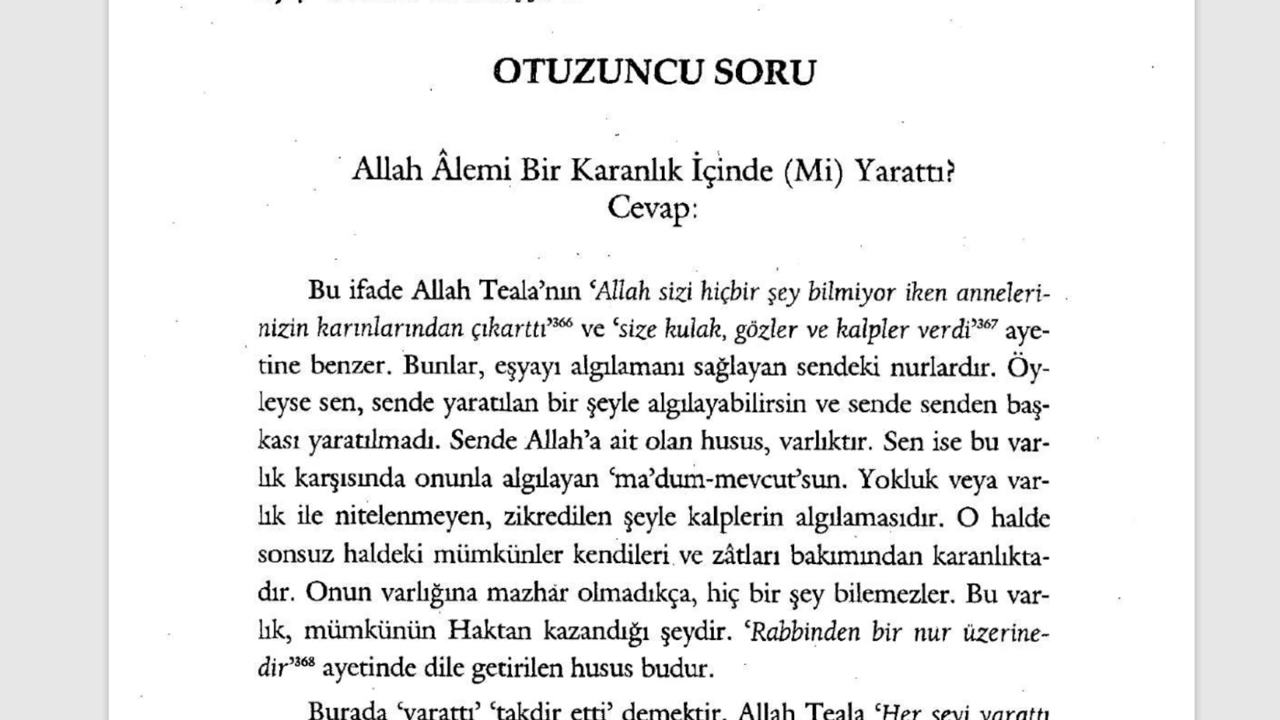 OTUZUNCU SORU
Allah Âlemi Bir Karanlık İçinde (Mi) Yarattı?
Cevap:
Bu ifade Allah Teala’nın ‘Allah sizi hiçbir şey bilmiyor iken anneleri-
nizin karınlarından çıkarttı’³⁶⁶ ve ‘size kulak, gözler ve kalpler verdi’³⁶⁷ aye-
tine benzer. Bunlar, eşyayı algılamanı sağlayan sendeki nurlardır. Öy-
leyse sen, sende yaratılan bir şeyle algılayabilirsin ve sende senden baş-
kası yaratılmadı. Sende Allah’a ait olan husus, varlıktır. Sen ise bu var-
lık karşısında onunla algılayan ‘ma’dum-mevcut’sun. Yokluk veya var-
lık ile nitelenmeyen, zikredilen şeyle kalplerin algılamasıdır. O halde
sonsuz haldeki mümkünler kendileri ve zâtları bakımından karanlıkta-
dır. Onun varlığına mazhar olmadıkça, hiç bir şey bilemezler. Bu var-
lık, mümkünün Haktan kazandığı şeydir. ‘Rabbinden bir nur üzerine-
dir’³⁶⁸ ayetinde dile getirilen husus budur.
Burada ‘yarattı’ ‘takdir etti’ demektir. Allah Teala ‘Her şeyi yarattı